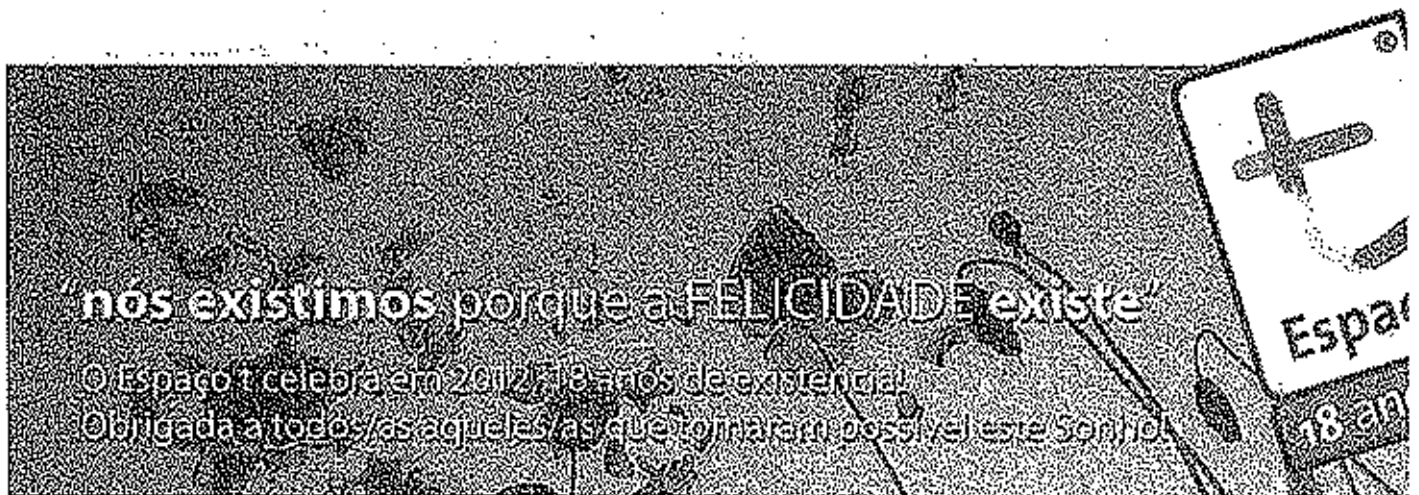 "nós existimos porque a FELICIDADE existe"
O Espaço t celebra em 2012, 18 anos de existência!
Obrigada a todos/as aqueles/as que tornaram possível este Sonho!
®
t
Espaç
18 an